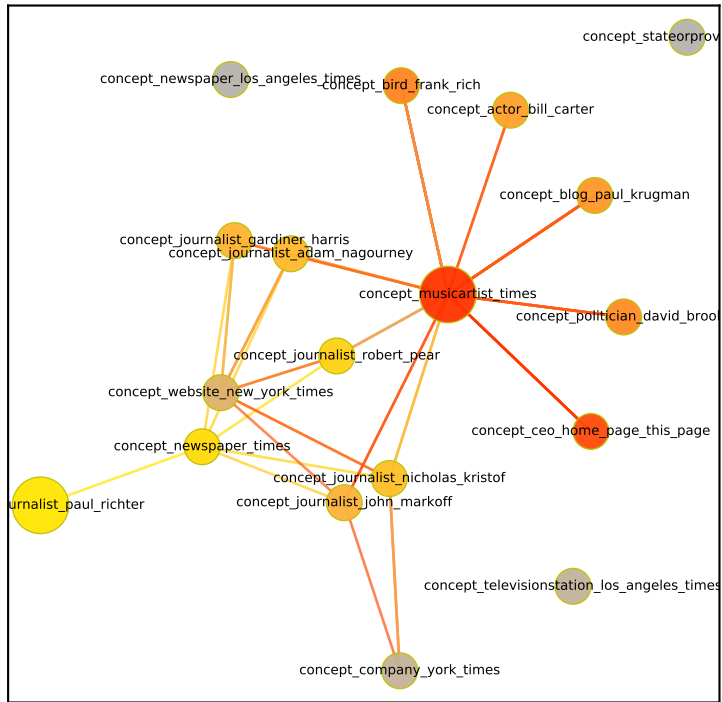 concept_stateorprov
concept_newspaper_los_angeles_times
concept_bird_frank_rich
concept_actor_bill_carter
concept_blog_paul_krugman
concept_journalist_gardiner_harris
concept_journalist_adam_nagourney
concept_musicartist_times
concept_politician_david_brool
concept_journalist_robert_pear
concept_website_new_york_times
concept_ceo_home_page_this_page
concept_newspaper_times
concept_journalist_nicholas_kristof
concept_journalist_john_markoff
urnalist_paul_richter
concept_televisionstation_los_angeles_times
concept_company_york_times